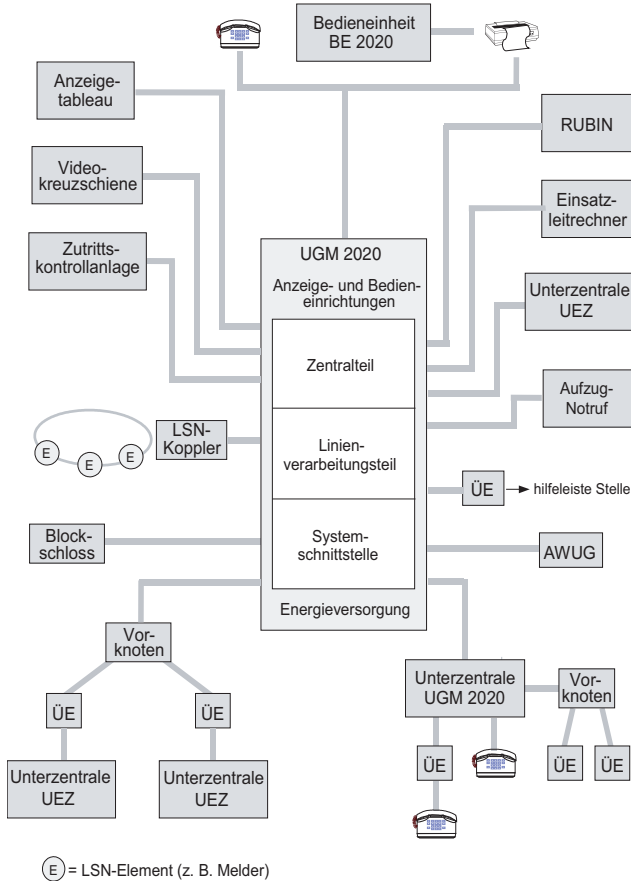 Bedieneinheit
BE 2020
Anzeige-
tableau
RUBIN
Video-
kreuzschiene
Einsatz-
leitrechner
Zutritts-
kontrollanlage
UGM 2020
Anzeige- und Bedien-
einrichtungen
Unterzentrale
UEZ
Zentralteil
Aufzug-
Notruf
LSN-
Koppler
E
E
E
Linien-
verarbeitungsteil
ÜE
hilfeleiste Stelle
Block-
schloss
System-
schnittstelle
AWUG
Energieversorgung
Vor-
knoten
Unterzentrale
UGM 2020
Vor-
knoten
ÜE
ÜE
ÜE
ÜE
ÜE
Unterzentrale
UEZ
Unterzentrale
UEZ
E = LSN-Element (z. B. Melder)